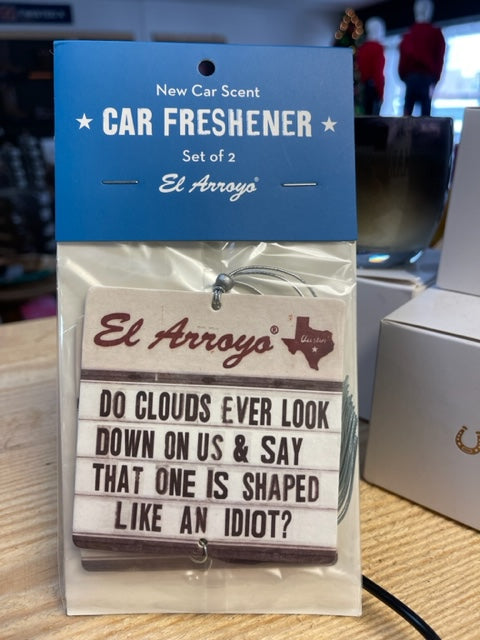 New Car Scent
★ CAR FRESHENER ★
Set of 2
El Arroyo®
El Arroyo®
DO CLOUDS EVER LOOK
DOWN ON US & SAY
THAT ONE IS SHAPED
LIKE AN IDIOT?